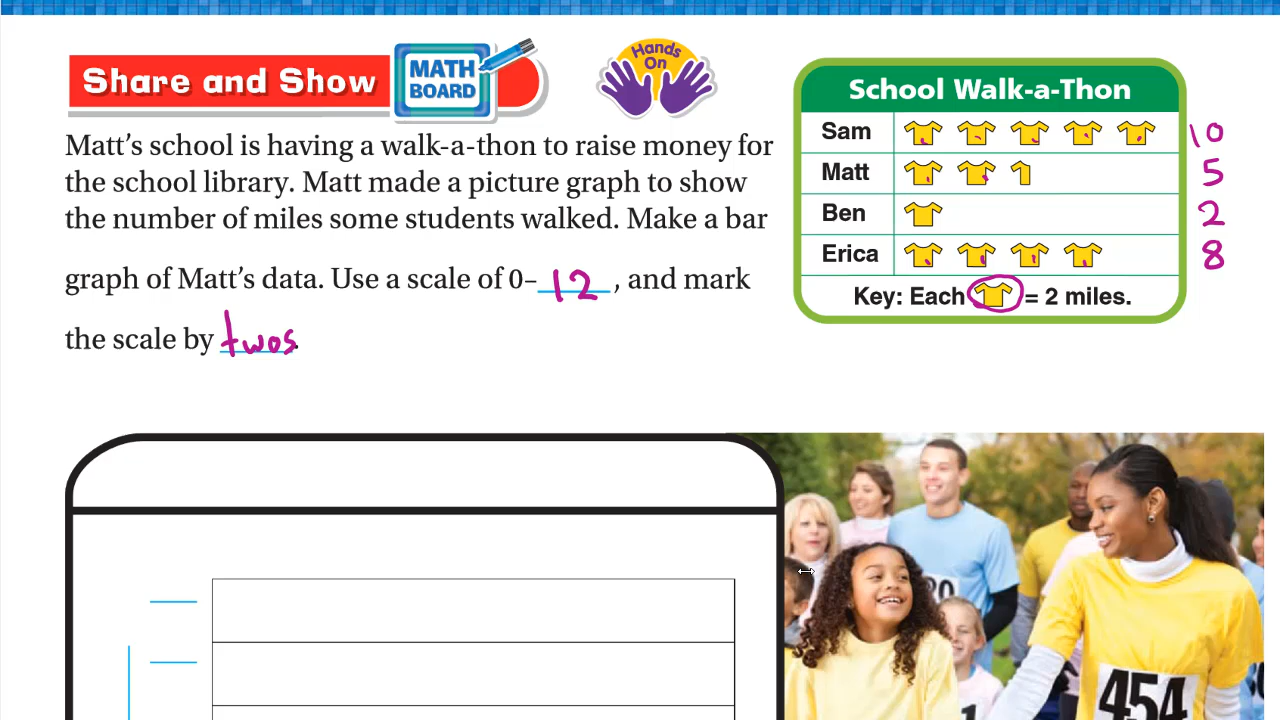 Share and Show
MATH
BOARD
Hands
On
Matt's school is having a walk-a-thon to raise money for
the school library. Matt made a picture graph to show
the number of miles some students walked. Make a bar
graph of Matt's data. Use a scale of 0–12, and mark
the scale by twos.
School Walk-a-Thon
Sam 10
Matt 5
Ben 2
Erica 8
Key: Each = 2 miles.
454